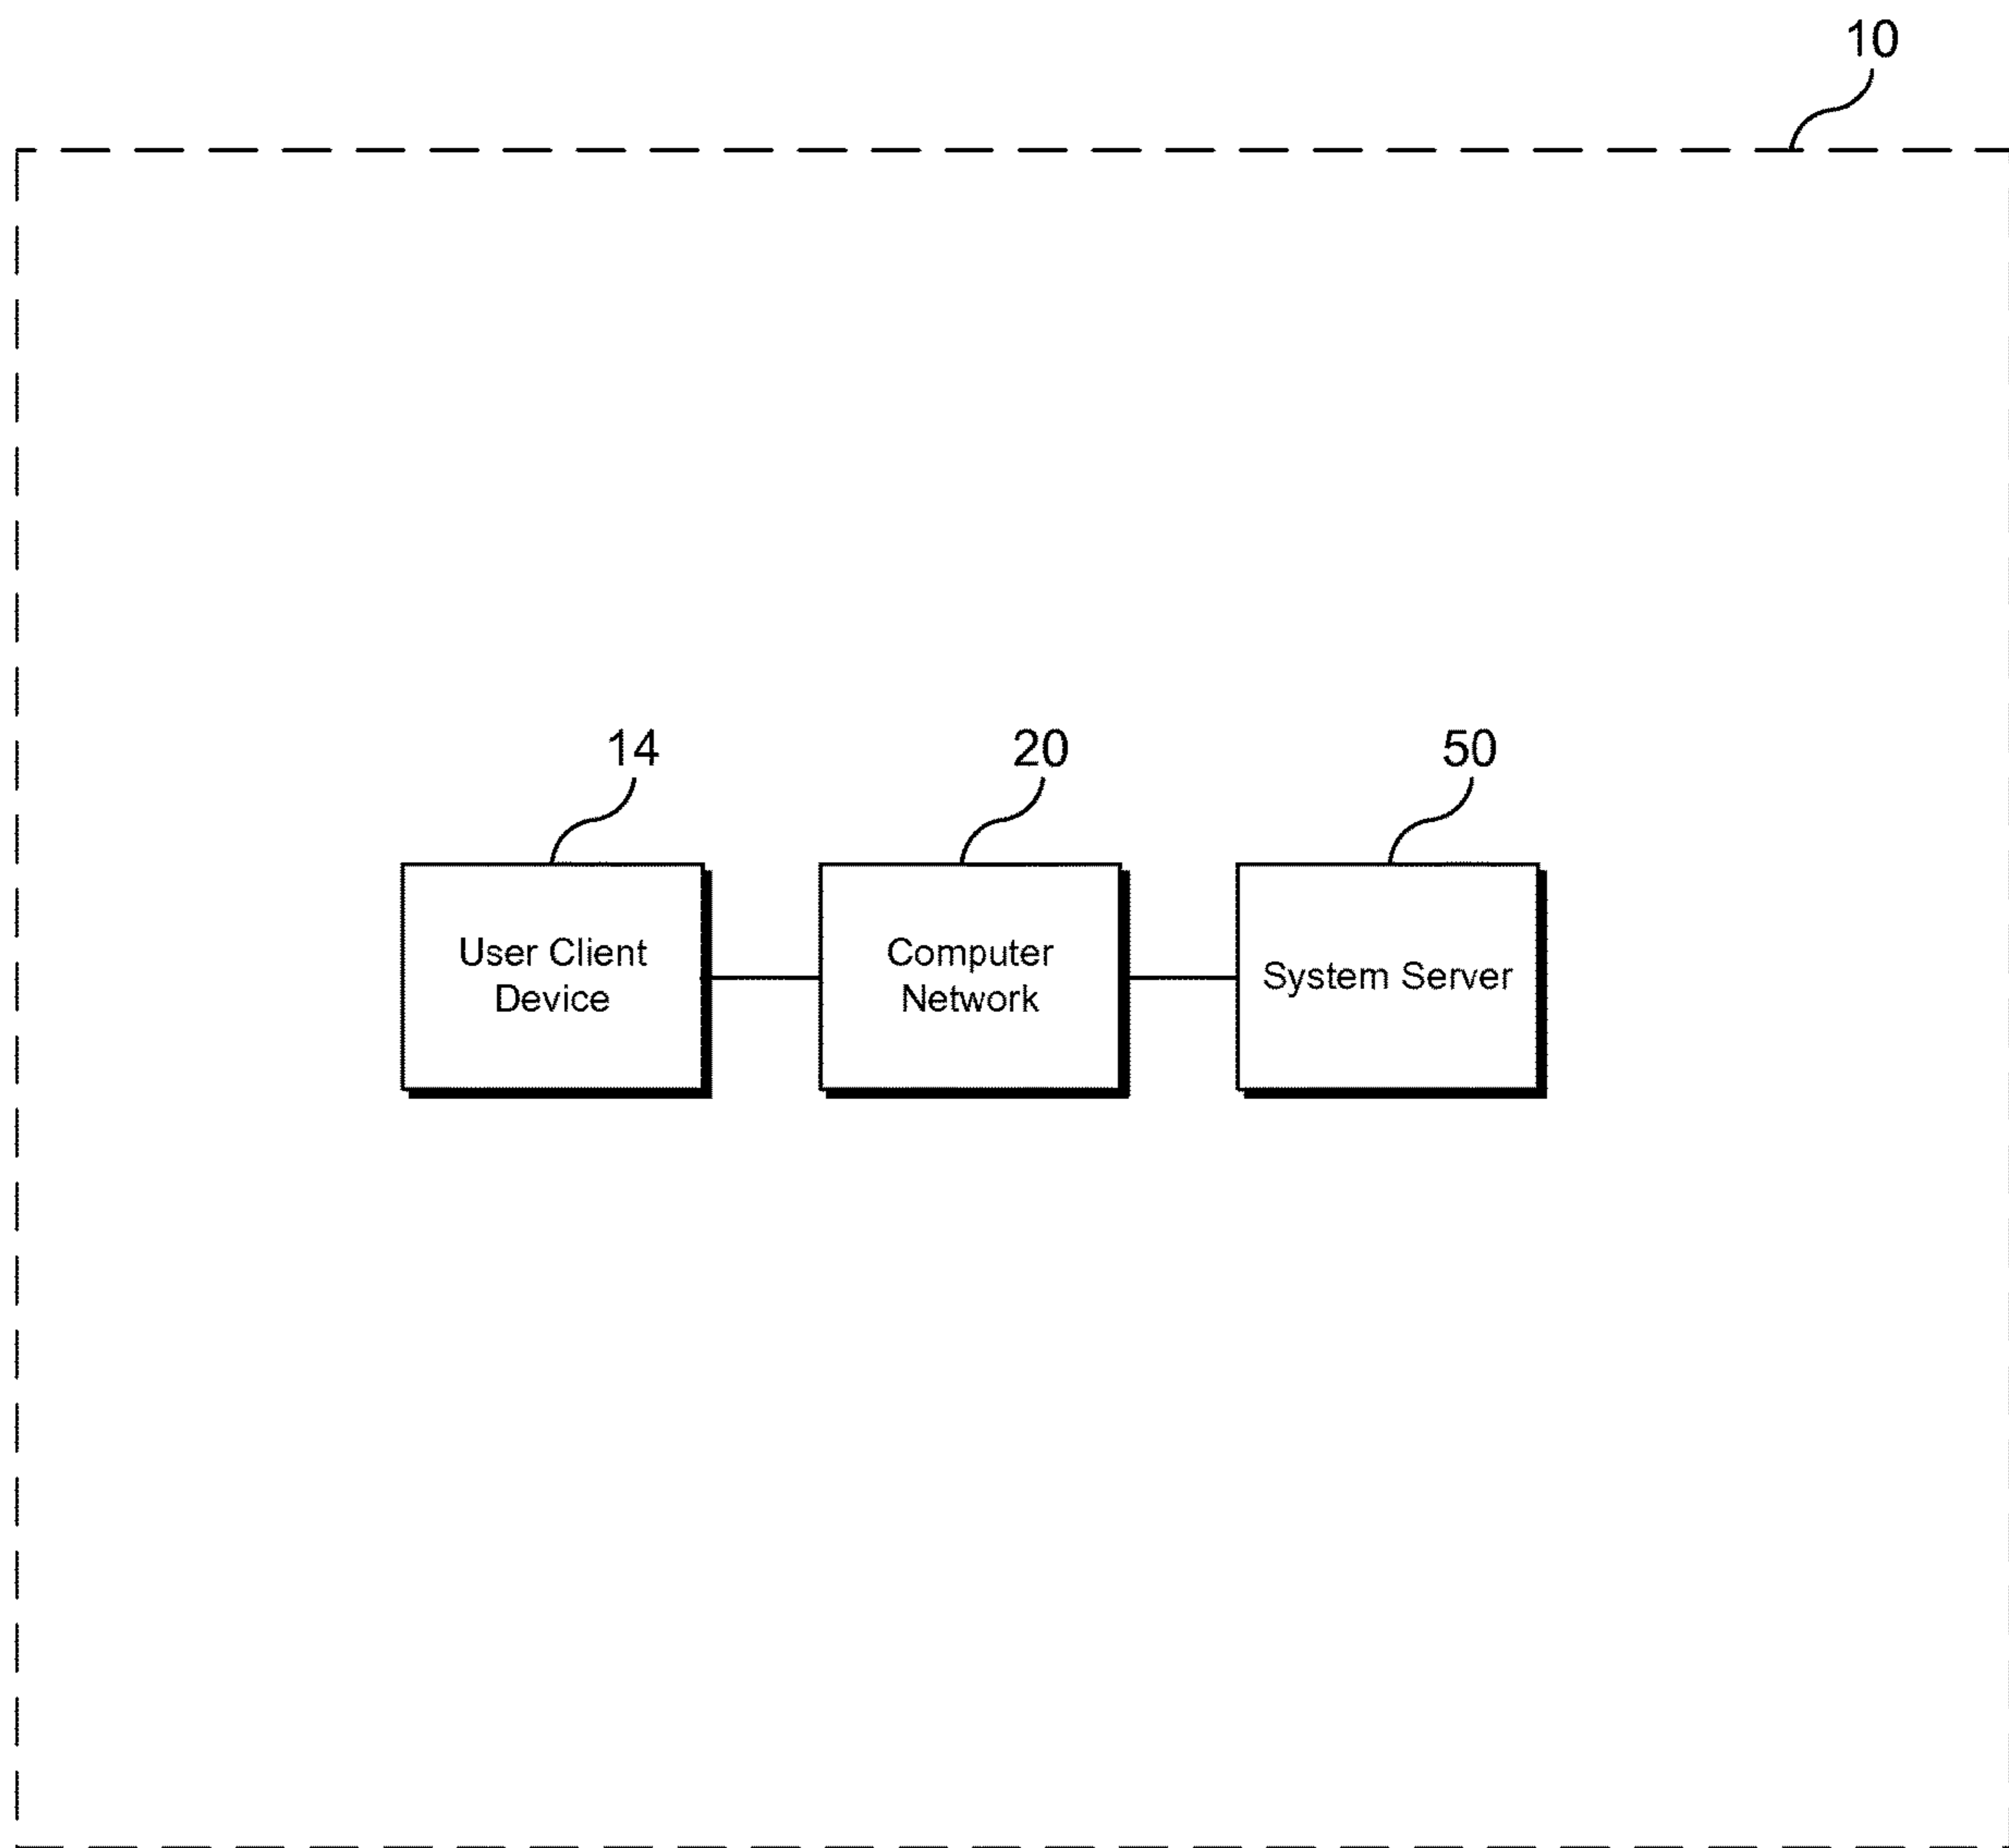 10
14
20
50
User Client
Device
Computer
Network
System Server